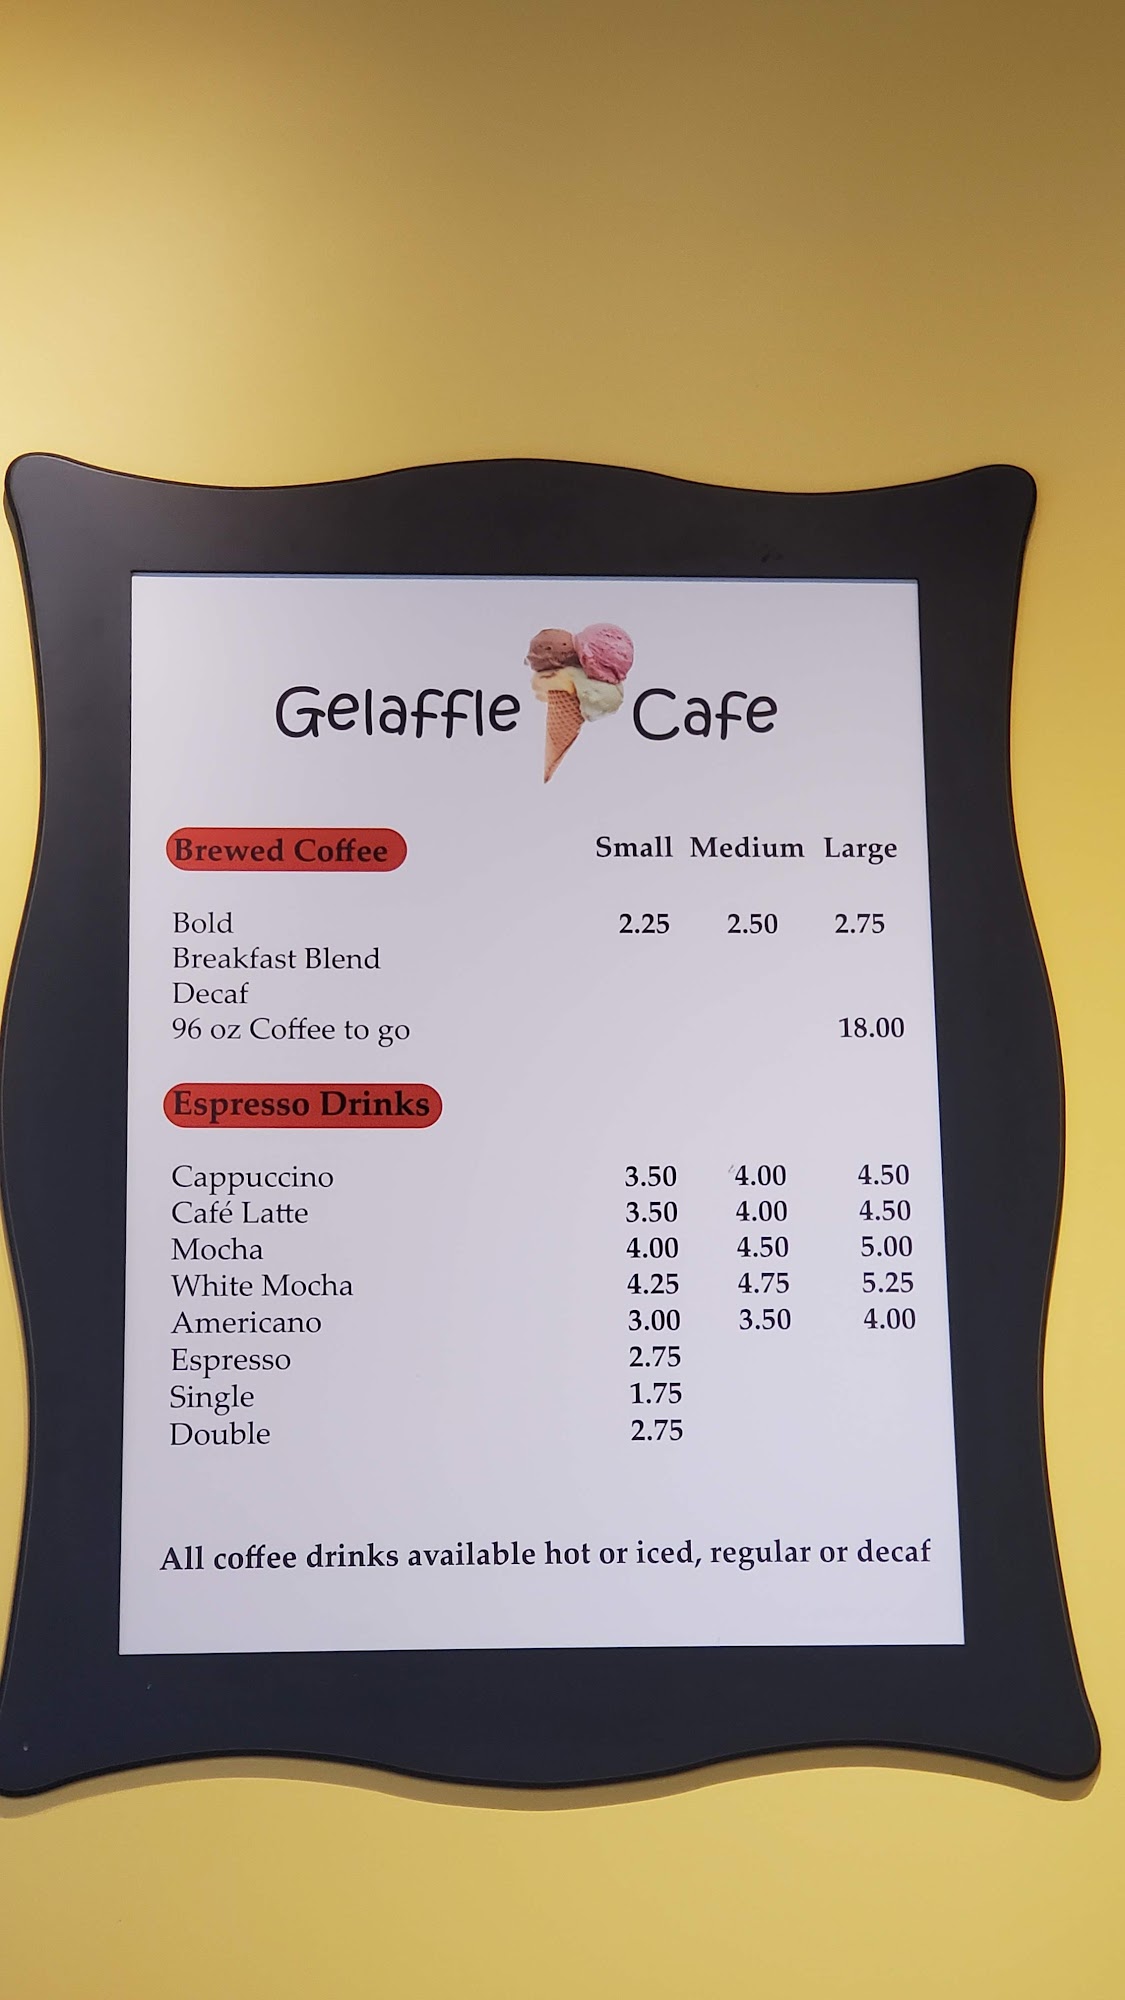 Gelaffle Cafe
Brewed Coffee Small Medium Large
Bold 2.25 2.50 2.75
Breakfast Blend
Decaf
96 oz Coffee to go 18.00
Espresso Drinks
Cappuccino 3.50 4.00 4.50
Café Latte 3.50 4.00 4.50
Mocha 4.00 4.50 5.00
White Mocha 4.25 4.75 5.25
Americano 3.00 3.50 4.00
Espresso 2.75
Single 1.75
Double 2.75
All coffee drinks available hot or iced, regular or decaf